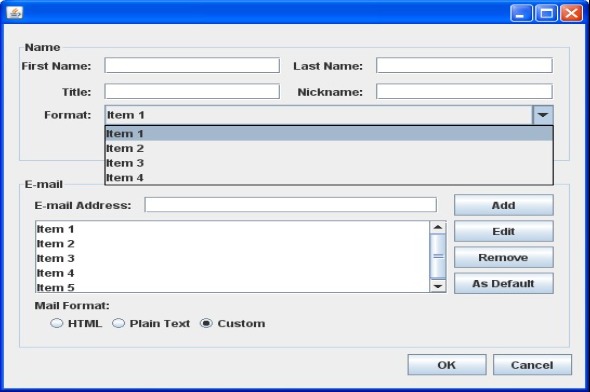 Name
First Name: Last Name:
Title: Nickname:
Format: Item 1
Item 1
Item 2
Item 3
Item 4
E-mail
E-mail Address: Add
Item 1 Edit
Item 2
Item 3 Remove
Item 4
Item 5 As Default
Mail Format:
HTML Plain Text Custom
OK Cancel